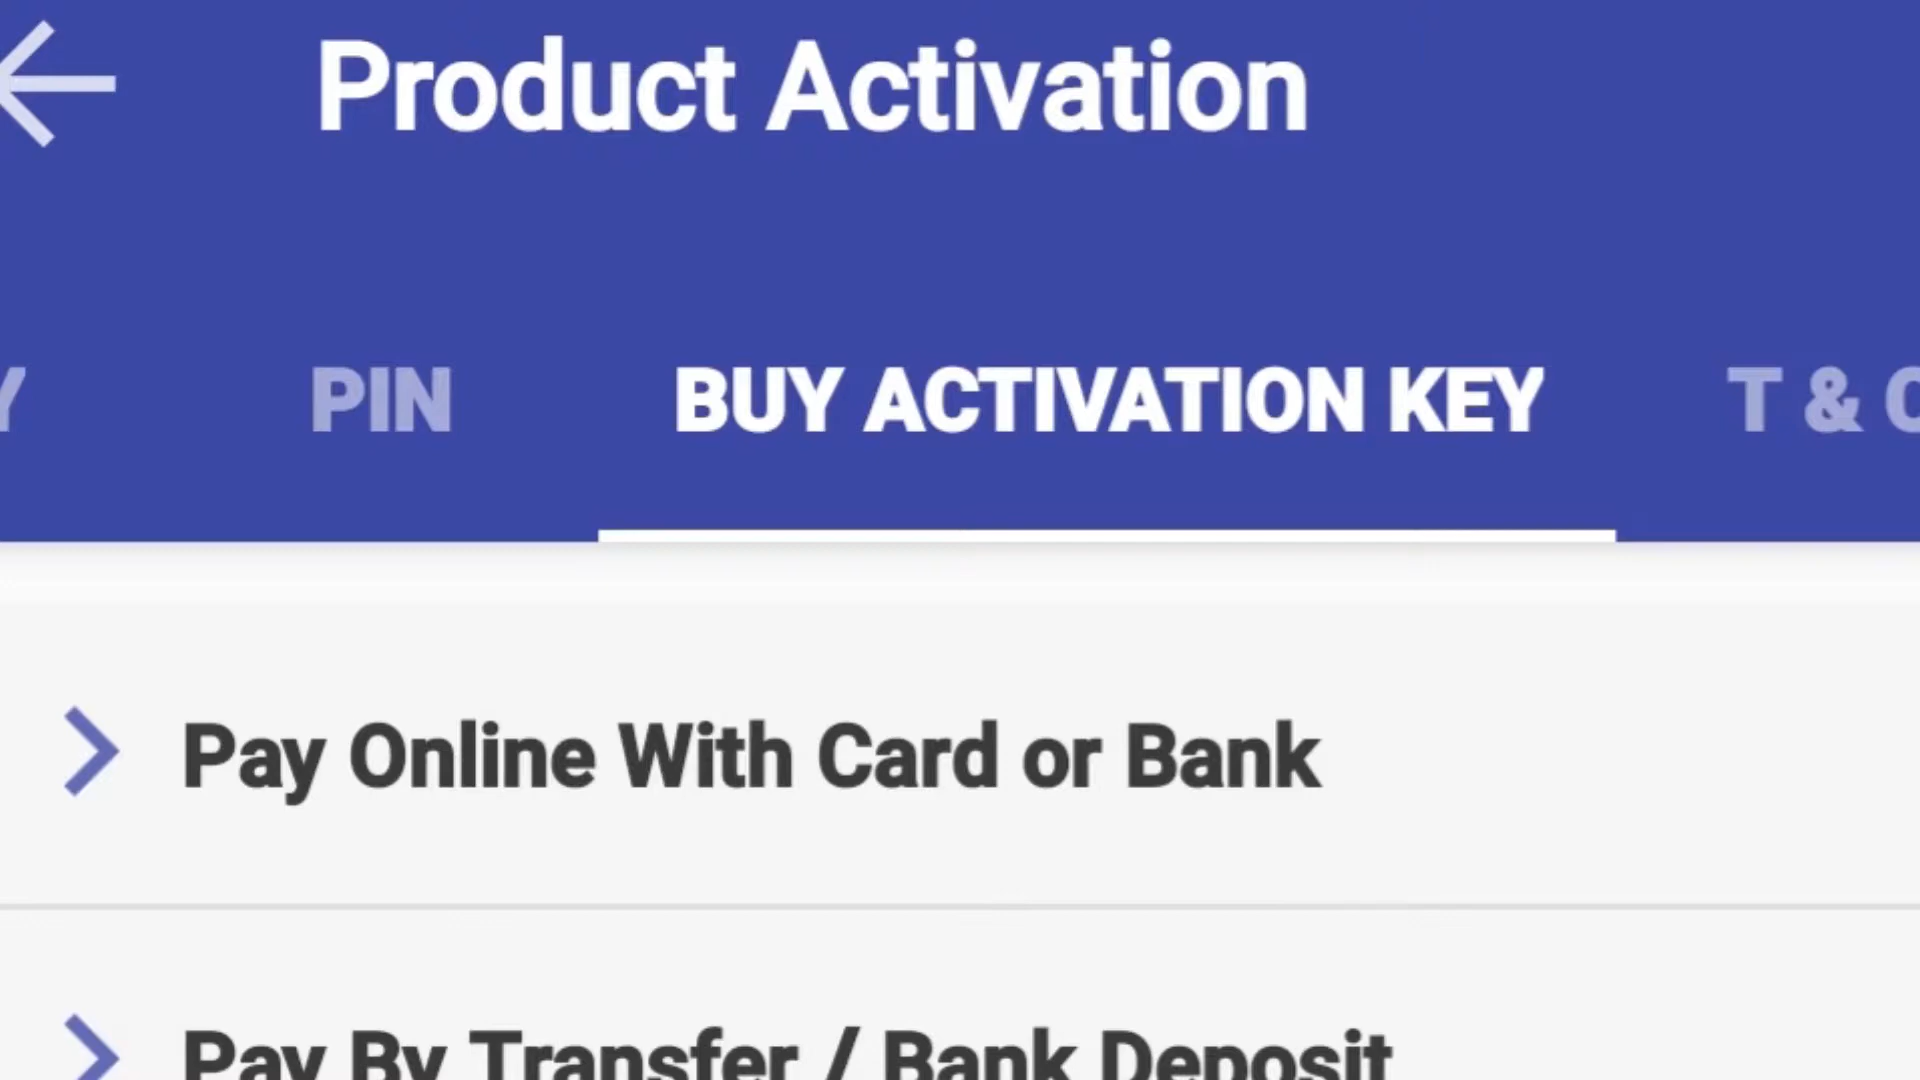 Product Activation
PIN BUY ACTIVATION KEY T &
Pay Online With Card or Bank
Pay By Transfer / Bank Deposit